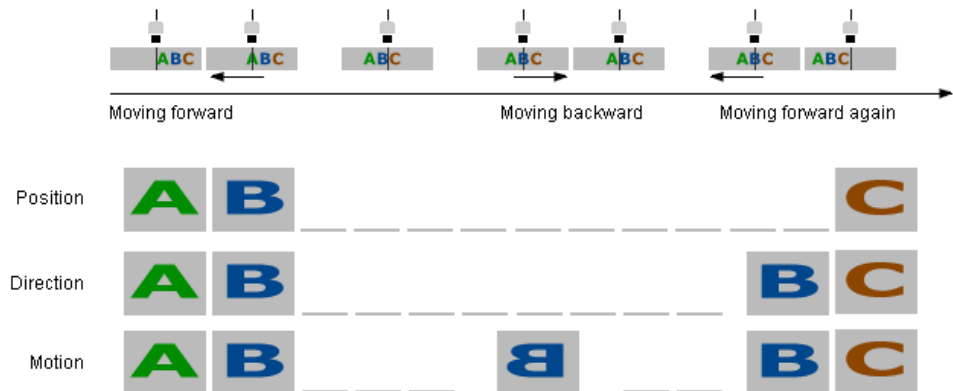 ABC ABC ABC ABC ABC ABC ABC
Moving forward Moving backward Moving forward again
Position A B C
Direction A B B C
Motion A B B B C